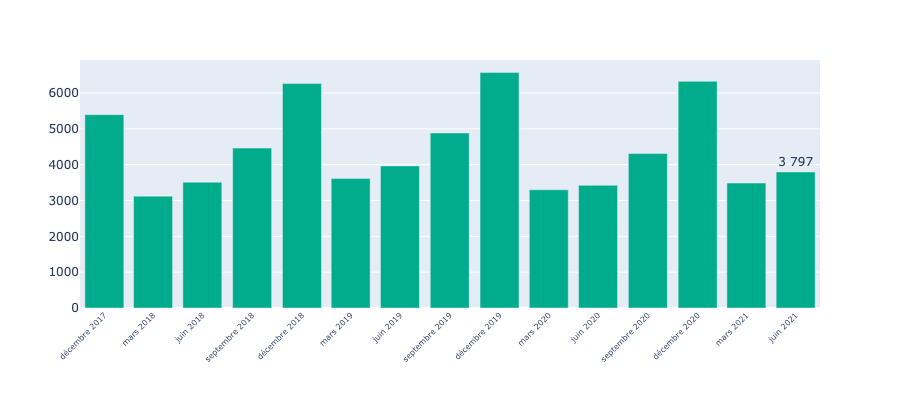 6000
5000
4000
3000
2000
1000
0
3 797
décembre 2017
mars 2018
juin 2018
septembre 2018
décembre 2018
mars 2019
juin 2019
septembre 2019
décembre 2019
mars 2020
juin 2020
septembre 2020
décembre 2020
mars 2021
juin 2021